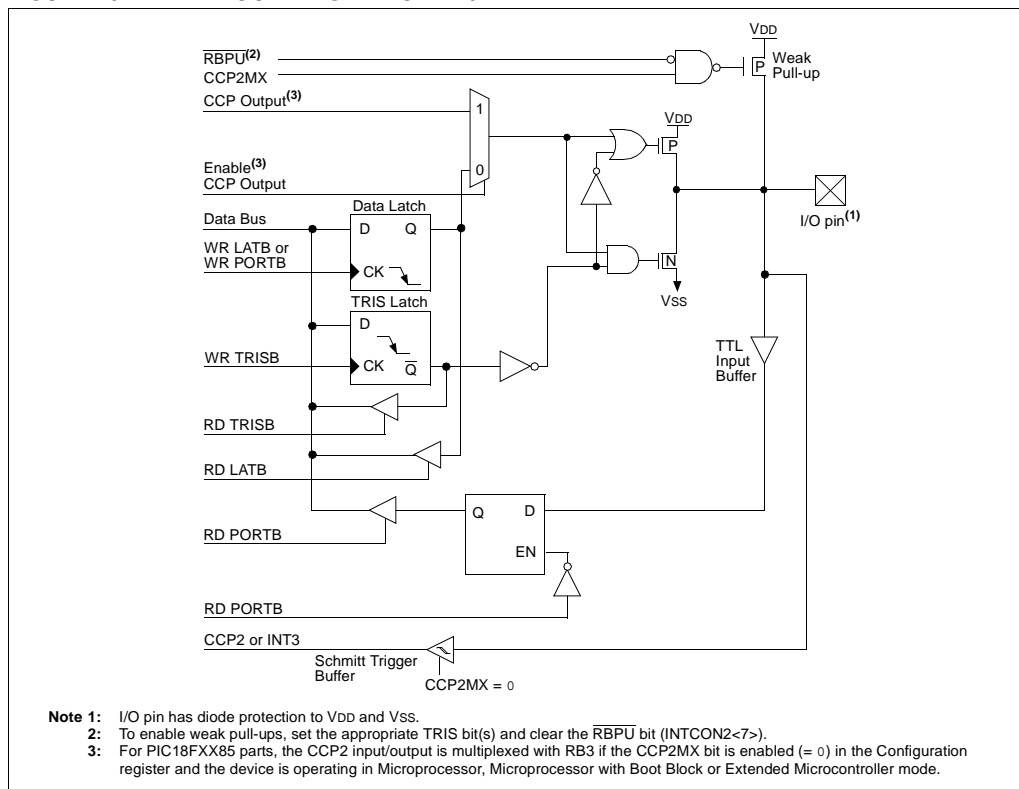 VDD
RBPU(2)
CCP2MX
P
Weak
Pull-up
CCP Output(3)
1
VDD
P
Enable(3)
CCP Output
0
I/O pin(1)
Data Bus
Data Latch
D Q
WR LATB or
WR PORTB
CK
N
VSS
TRIS Latch
D
WR TRISB
CK Q
TTL
Input
Buffer
RD TRISB
RD LATB
Q D
RD PORTB
EN
RD PORTB
CCP2 or INT3
Schmitt Trigger
Buffer
CCP2MX = 0
Note 1: I/O pin has diode protection to VDD and VSS.
2: To enable weak pull-ups, set the appropriate TRIS bit(s) and clear the RBPU bit (INTCON2<7>).
3: For PIC18FXX85 parts, the CCP2 input/output is multiplexed with RB3 if the CCP2MX bit is enabled (= 0) in the Configuration
register and the device is operating in Microprocessor, Microprocessor with Boot Block or Extended Microcontroller mode.